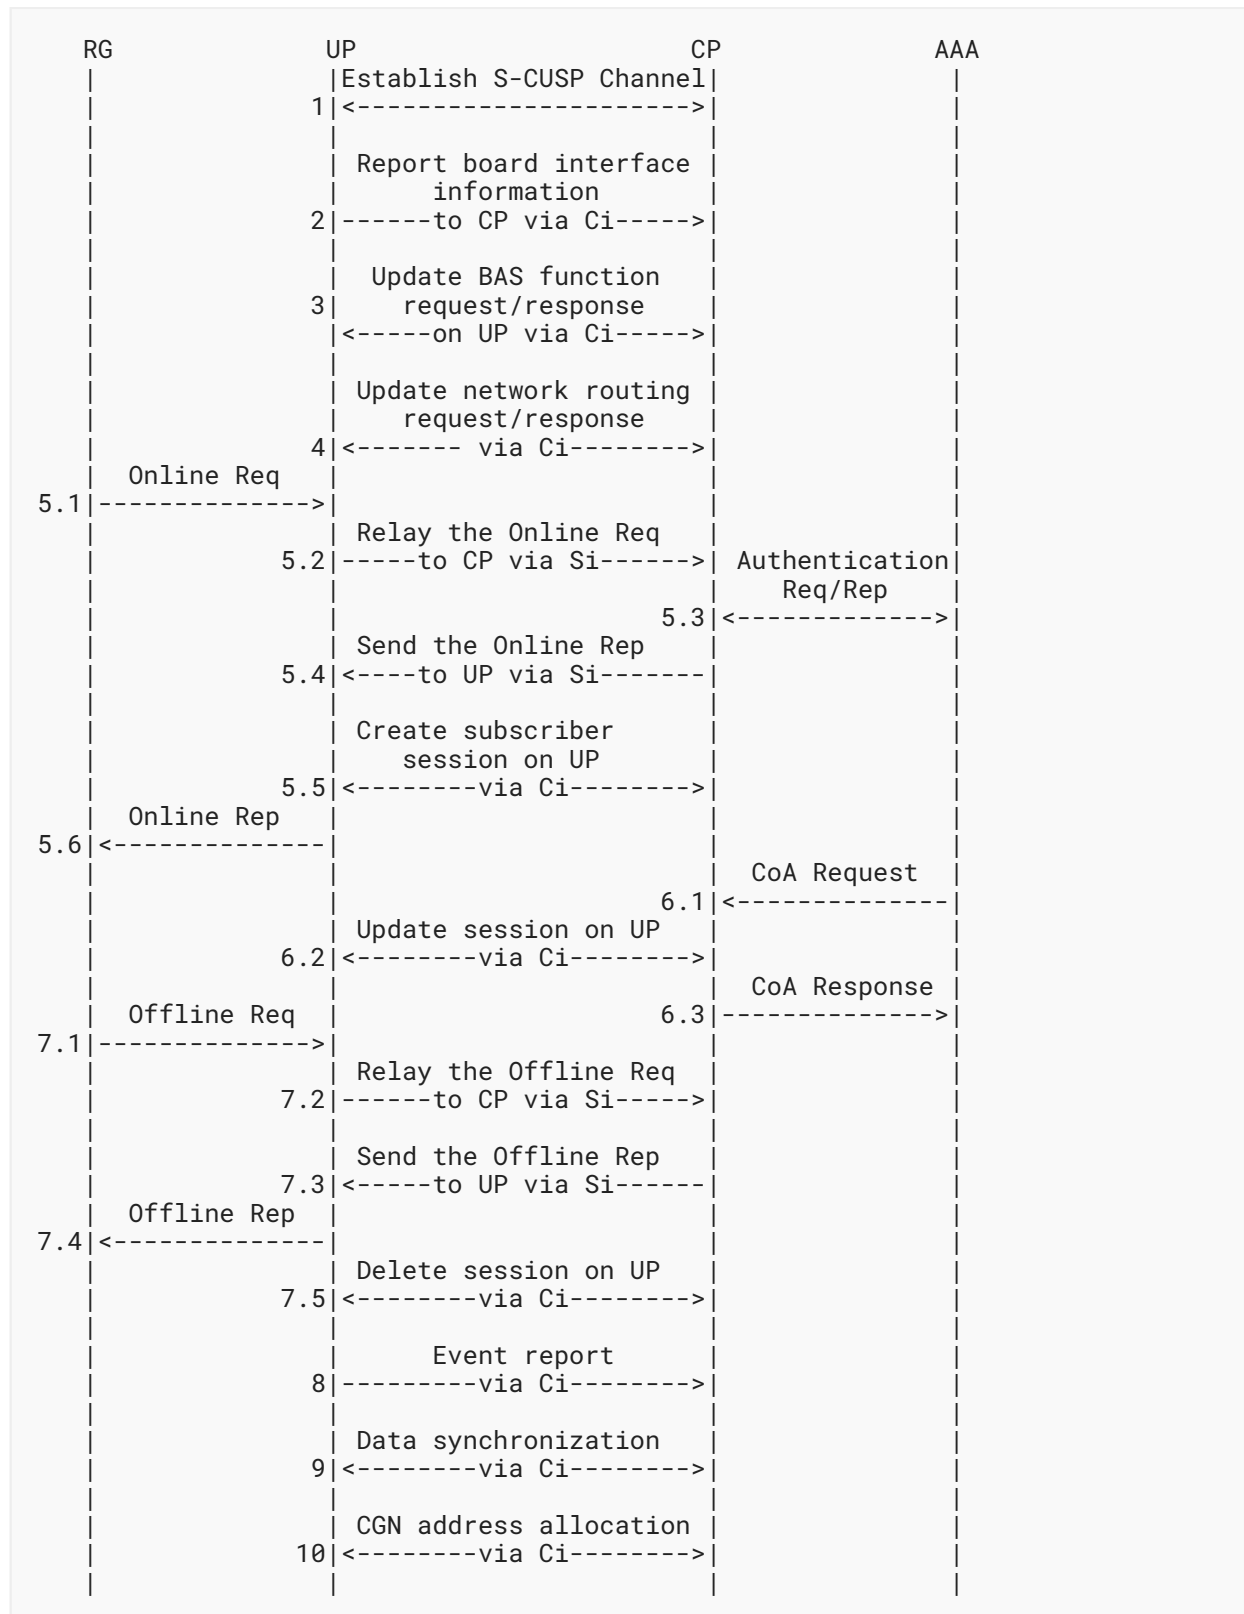 RG UP CP AAA
| |Establish S-CUSP Channel| |
| 1|<---------------------->| |
| | | |
| | Report board interface | |
| | information | |
| 2|------to CP via Ci----->| |
| | | |
| | Update BAS function | |
| 3| request/response | |
| |<-----on UP via Ci----->| |
| | | |
| | Update network routing | |
| | request/response | |
| 4|<------- via Ci-------->| |
| Online Req | | |
5.1|-------------->| | |
| | Relay the Online Req | |
| 5.2|-----to CP via Si------>| Authentication|
| | | Req/Rep |
| | 5.3|<------------->|
| | Send the Online Rep | |
| 5.4|<----to UP via Si-------| |
| | | |
| | Create subscriber | |
| | session on UP | |
| 5.5|<--------via Ci-------->| |
| Online Rep | | |
5.6|<--------------| | |
| | | CoA Request |
| | 6.1|<--------------|
| | Update session on UP | |
| 6.2|<--------via Ci-------->| |
| | | CoA Response |
| Offline Req | 6.3|-------------->|
7.1|-------------->| | |
| | Relay the Offline Req | |
| 7.2|------to CP via Si----->| |
| | | |
| | Send the Offline Rep | |
| 7.3|<-----to UP via Si------| |
| Offline Rep | | |
7.4|<--------------| | |
| | Delete session on UP | |
| 7.5|<--------via Ci-------->| |
| | | |
| | Event report | |
| 8|---------via Ci-------->| |
| | | |
| | Data synchronization | |
| 9|<--------via Ci-------->| |
| | | |
| | CGN address allocation | |
| 10|<--------via Ci-------->| |
| | | |